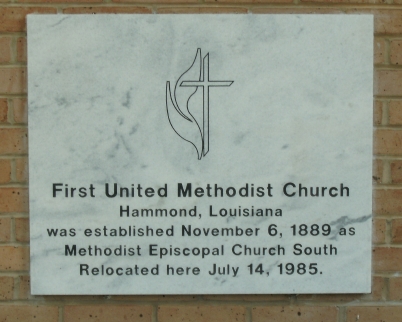 First United Methodist Church
Hammond, Louisiana
was established November 6, 1889 as
Methodist Episcopal Church South
Relocated here July 14, 1985.